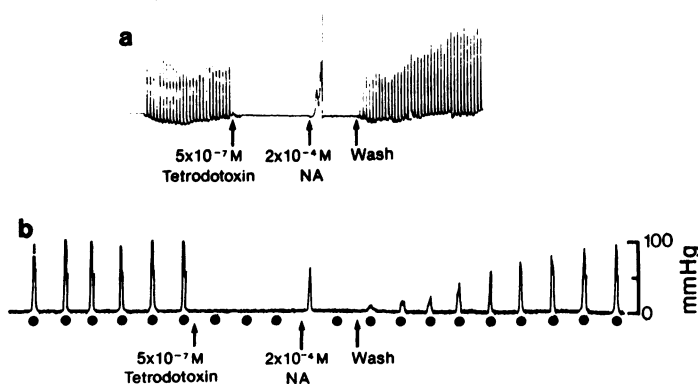 a
5x10⁻⁷M 2x10⁻⁴M Wash
Tetrodotoxin NA
b
100
0
mmHg
5x10⁻⁷M 2x10⁻⁴M Wash
Tetrodotoxin NA